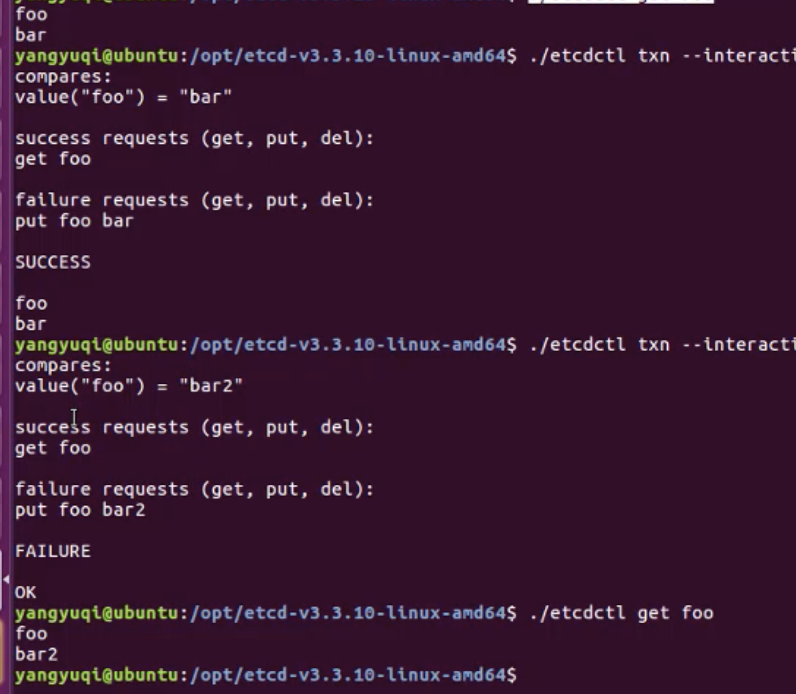 foo
bar
yangyuqi@ubuntu:/opt/etcd-v3.3.10-linux-amd64$ ./etcdctl txn --interacti
compares:
value("foo") = "bar"
success requests (get, put, del):
get foo
failure requests (get, put, del):
put foo bar
SUCCESS
foo
bar
yangyuqi@ubuntu:/opt/etcd-v3.3.10-linux-amd64$ ./etcdctl txn --interacti
compares:
value("foo") = "bar2"
success requests (get, put, del):
get foo
failure requests (get, put, del):
put foo bar2
FAILURE
OK
yangyuqi@ubuntu:/opt/etcd-v3.3.10-linux-amd64$ ./etcdctl get foo
foo
bar2
yangyuqi@ubuntu:/opt/etcd-v3.3.10-linux-amd64$